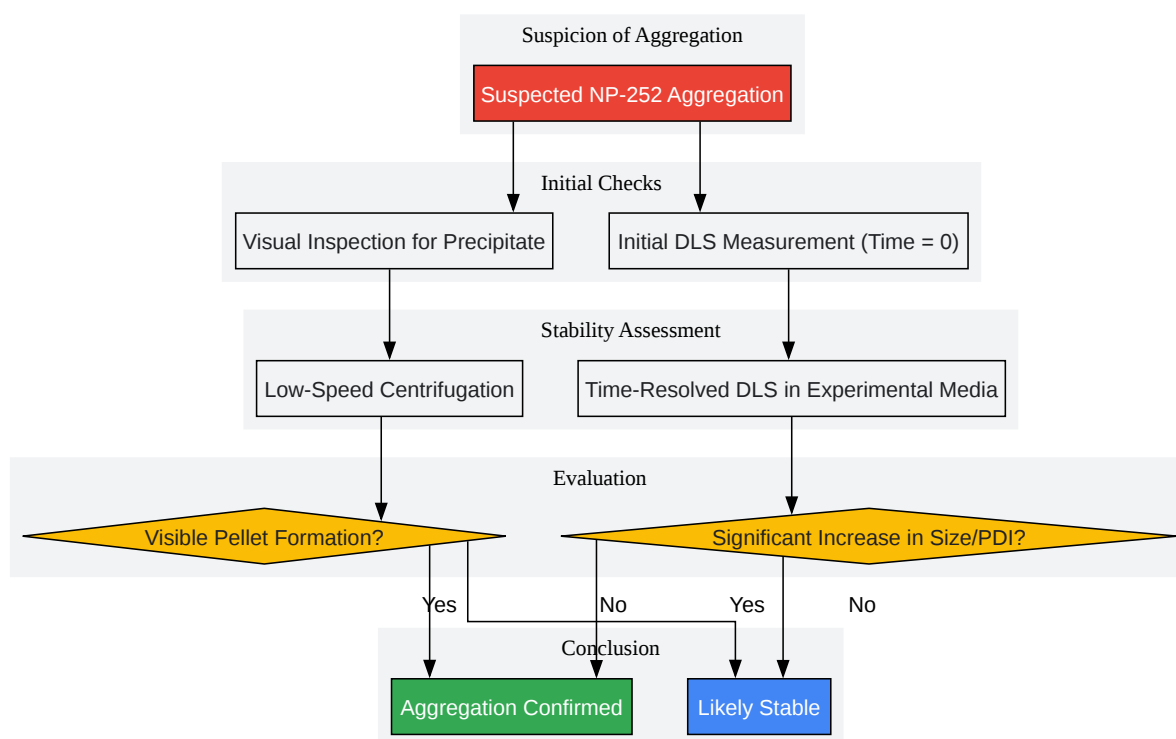 Suspicion of Aggregation
Suspected NP-252 Aggregation
Initial Checks
Visual Inspection for Precipitate
Initial DLS Measurement (Time = 0)
Stability Assessment
Low-Speed Centrifugation
Time-Resolved DLS in Experimental Media
Evaluation
Visible Pellet Formation?
Significant Increase in Size/PDI?
Yes
No
Yes
No
Conclusion
Aggregation Confirmed
Likely Stable